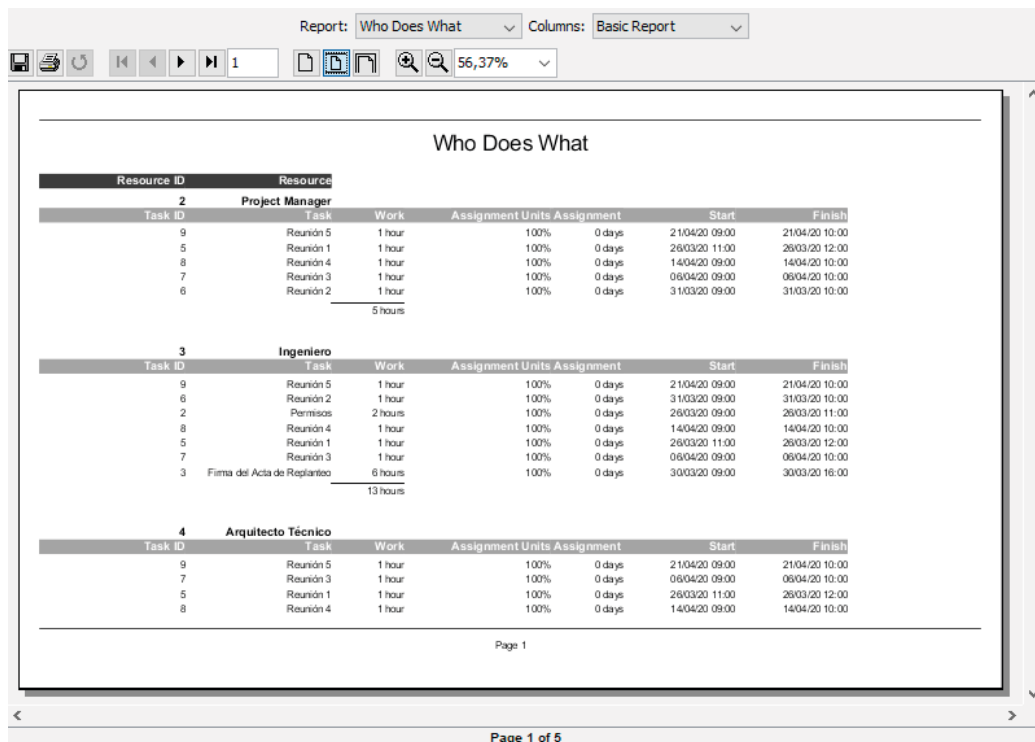 Report: Who Does What Columns: Basic Report
1 56,37%
Who Does What
Resource ID Resource
2 Project Manager
Task ID Task Work Assignment Units Assignment Start Finish
9 Reunión 5 1 hour 100% 0 days 21/04/20 09:00 21/04/20 10:00
5 Reunión 1 1 hour 100% 0 days 26/03/20 11:00 26/03/20 12:00
8 Reunión 4 1 hour 100% 0 days 14/04/20 09:00 14/04/20 10:00
7 Reunión 3 1 hour 100% 0 days 06/04/20 09:00 06/04/20 10:00
6 Reunión 2 1 hour 100% 0 days 31/03/20 09:00 31/03/20 10:00
5 hours
3 Ingeniero
Task ID Task Work Assignment Units Assignment Start Finish
9 Reunión 5 1 hour 100% 0 days 21/04/20 09:00 21/04/20 10:00
6 Reunión 2 1 hour 100% 0 days 31/03/20 09:00 31/03/20 10:00
2 Permisos 2 hours 100% 0 days 26/03/20 09:00 26/03/20 11:00
8 Reunión 4 1 hour 100% 0 days 14/04/20 09:00 14/04/20 10:00
5 Reunión 1 1 hour 100% 0 days 26/03/20 11:00 26/03/20 12:00
7 Reunión 3 1 hour 100% 0 days 06/04/20 09:00 06/04/20 10:00
3 Firma del Acta de Replanteo 6 hours 100% 0 days 30/03/20 09:00 30/03/20 16:00
13 hours
4 Arquitecto Técnico
Task ID Task Work Assignment Units Assignment Start Finish
9 Reunión 5 1 hour 100% 0 days 21/04/20 09:00 21/04/20 10:00
7 Reunión 3 1 hour 100% 0 days 06/04/20 09:00 06/04/20 10:00
5 Reunión 1 1 hour 100% 0 days 26/03/20 11:00 26/03/20 12:00
8 Reunión 4 1 hour 100% 0 days 14/04/20 09:00 14/04/20 10:00
Page 1
Page 1 of 5